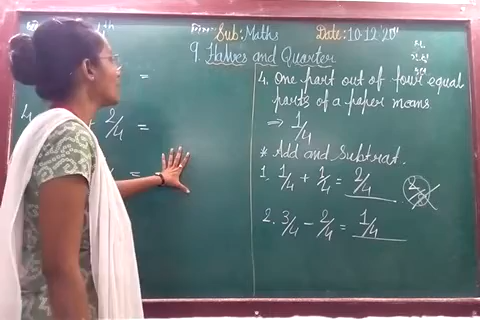 Sub: Maths
Date: 10-12-'20
9. Halves and Quarter
4. One part out of four equal
parts of a paper means
⇒ 1/4
* Add and Subtract.
1. 1/4 + 1/4 = 2/4
2. 3/4 - 2/4 = 1/4
=
4
2/4 =
=